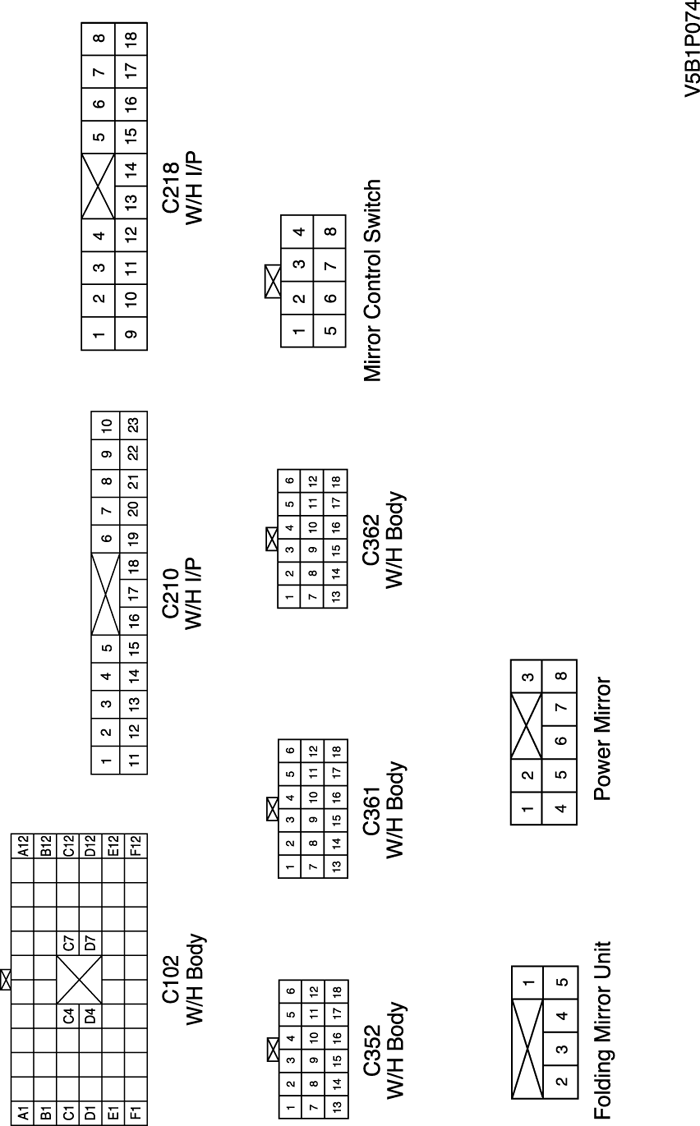 A1 A12
B1 B12
C1 C4 C7 C12
D1 D4 D7 D12
E1 E12
F1 F12
C102
W/H Body
1 2 3 4 5 6 7 8 9 10
11 12 13 14 15 16 17 18 19 20 21 22 23
C210
W/H I/P
1 2 3 4 5 6 7 8
9 10 11 12 13 14 15 16 17 18
C218
W/H I/P
1 2 3 4 5 6
7 8 9 10 11 12
13 14 15 16 17 18
C352
W/H Body
1 2 3 4 5 6
7 8 9 10 11 12
13 14 15 16 17 18
C361
W/H Body
1 2 3 4 5 6
7 8 9 10 11 12
13 14 15 16 17 18
C362
W/H Body
1 2 3 4
5 6 7 8
Mirror Control Switch
1
2 3 4 5
Folding Mirror Unit
1 2 3
4 5 6 7 8
Power Mirror
V5B1P074